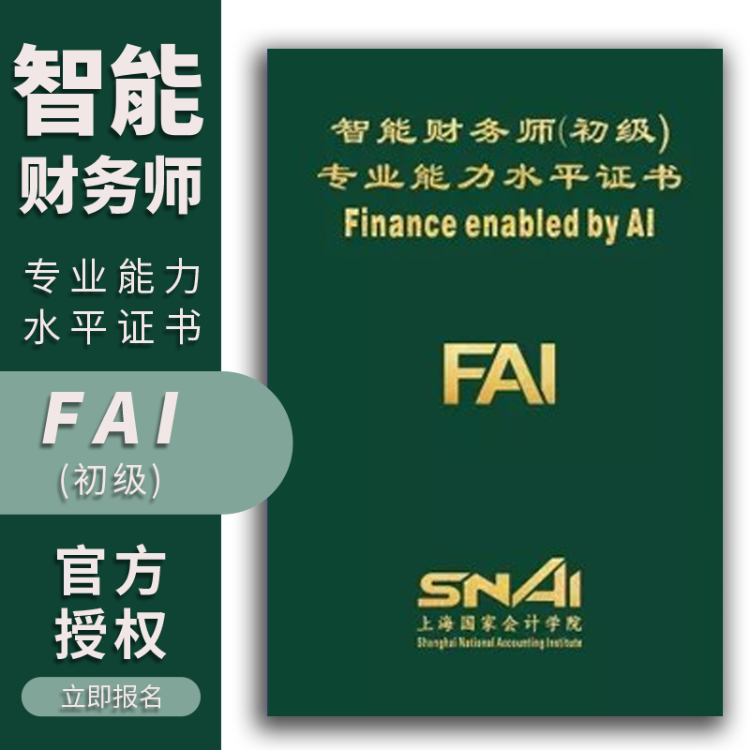 智能
财务师
专业能力
水平证书
FAI
(初级)
官方
授权
立即报名
智能财务师(初级)
专业能力水平证书
Finance enabled by AI
FAI
SNAI
上海国家会计学院
Shanghai National Accounting Institute